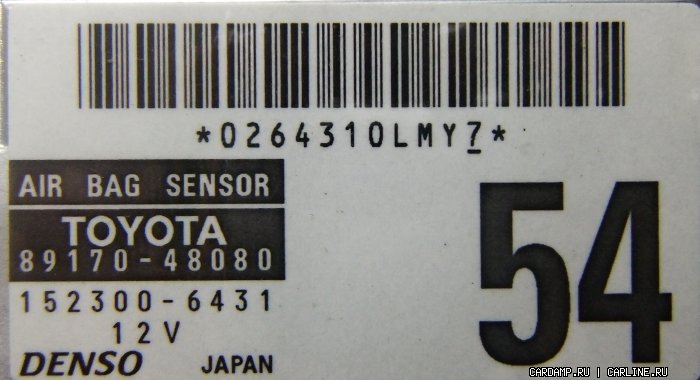 *0264310LMY7*
AIR BAG SENSOR
TOYOTA
89170-48080
152300-6431
12V
DENSO JAPAN
54
CARDAMP.RU | CARLINE.RU